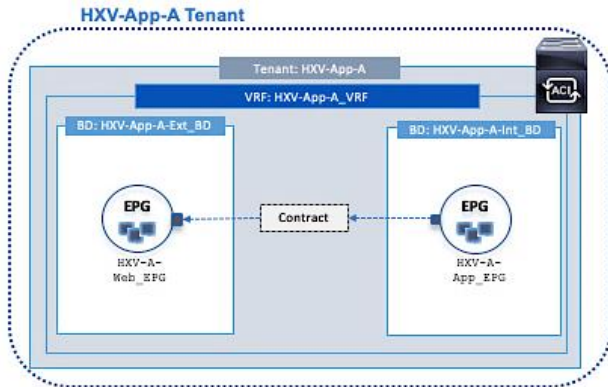 HXV-App-A Tenant
Tenant: HXV-App-A
VRF: HXV-App-A_VRF
BD: HXV-App-A-Ext_BD
BD: HXV-App-A-Int_BD
ACI
EPG
Contract
EPG
HXV-A-
Web_EPG
HXV-A-
App_EPG